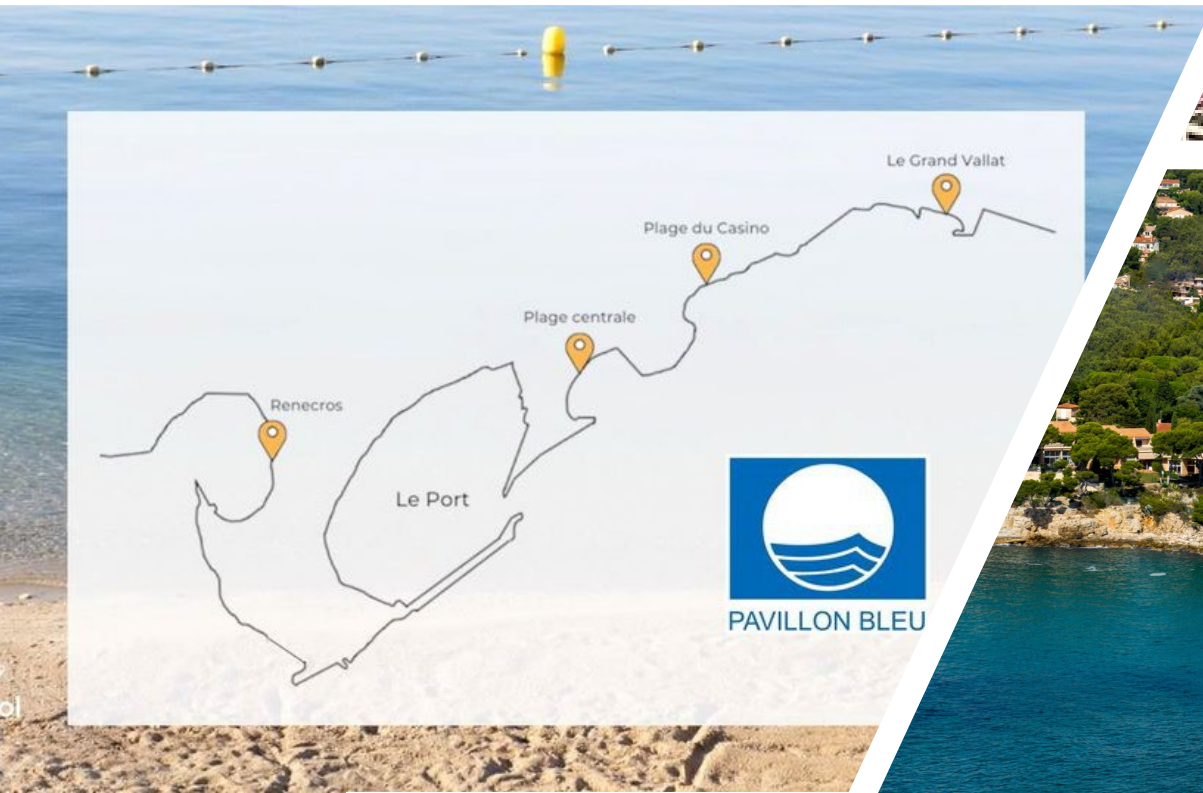 Le Grand Vallat
Plage du Casino
Plage centrale
Renecros
Le Port
PAVILLON BLEU